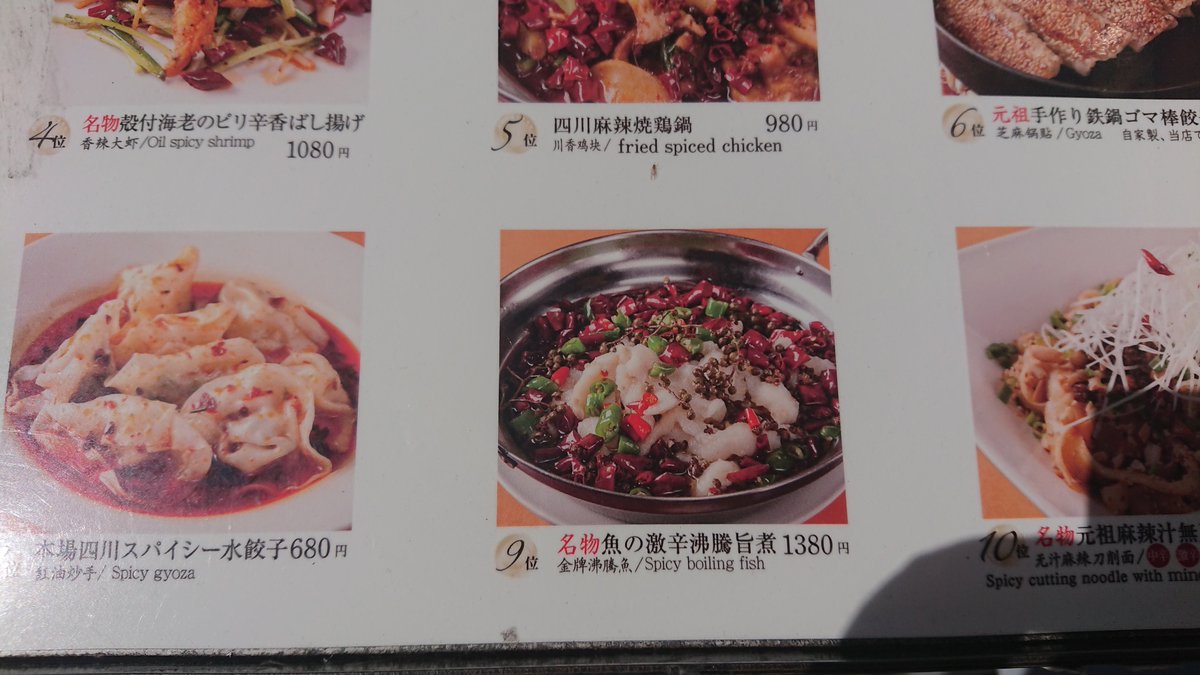 4位 名物殻付海老のピリ辛香ばし揚げ
香辣大虾/Oil spicy shrimp 1080円
5位 四川麻辣焼鶏鍋 980円
川香鸡块/ fried spiced chicken
6位 元祖手作り鉄鍋ゴマ棒餃
芝麻锅點/Gyoza 自家製、当店で
位 本場四川スパイシー水餃子680円
紅油炒手/ Spicy gyoza
9位 名物魚の激辛沸騰旨煮 1380円
金牌沸騰魚/Spicy boiling fish
10位 名物元祖麻辣汁無
无汁麻辣刀削面/
Spicy cutting noodle with